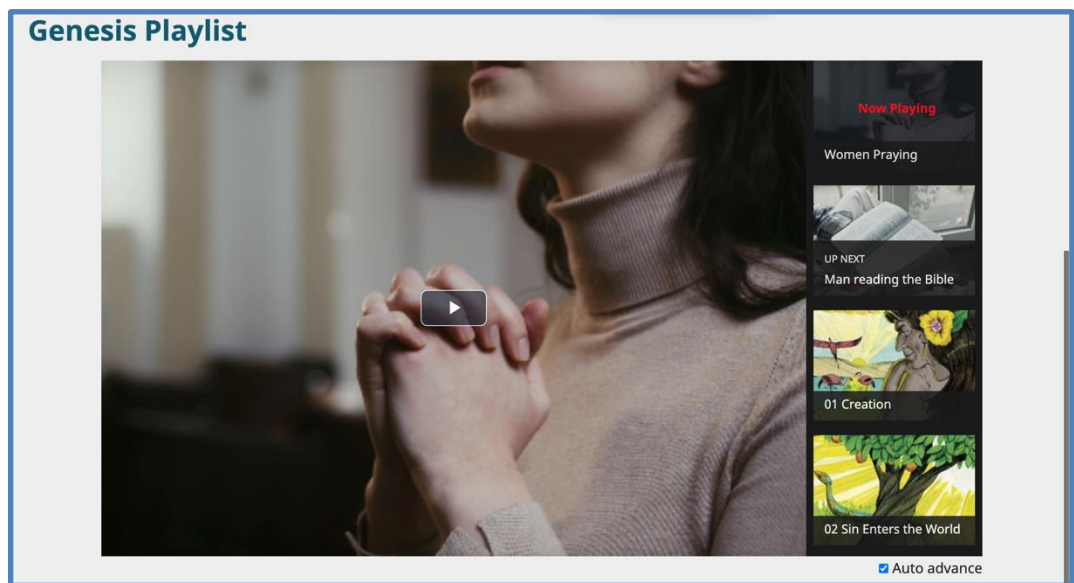 Genesis Playlist
Now Playing
Women Praying
UP NEXT
Man reading the Bible
01 Creation
02 Sin Enters the World
Auto advance